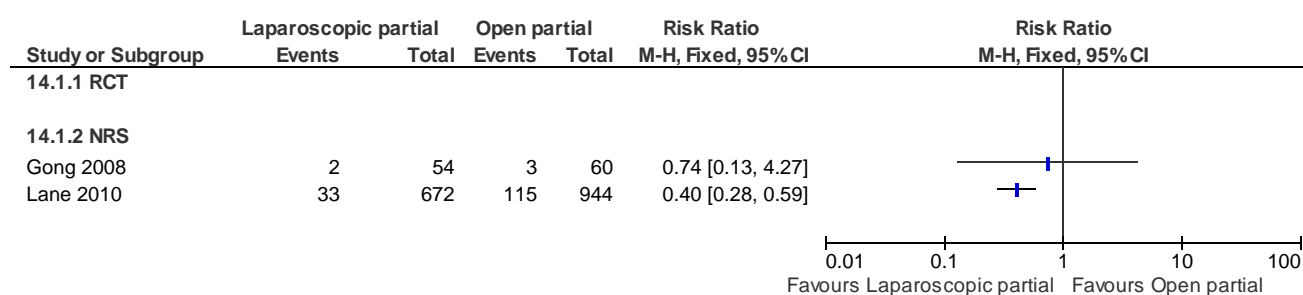 Laparoscopic partial Open partial Risk Ratio Risk Ratio
Study or Subgroup Events Total Events Total M-H, Fixed, 95% CI M-H, Fixed, 95% CI
14.1.1 RCT
14.1.2 NRS
Gong 2008 2 54 3 60 0.74 [0.13, 4.27]
Lane 2010 33 672 115 944 0.40 [0.28, 0.59]
0.01 0.1 1 10 100
Favours Laparoscopic partial Favours Open partial